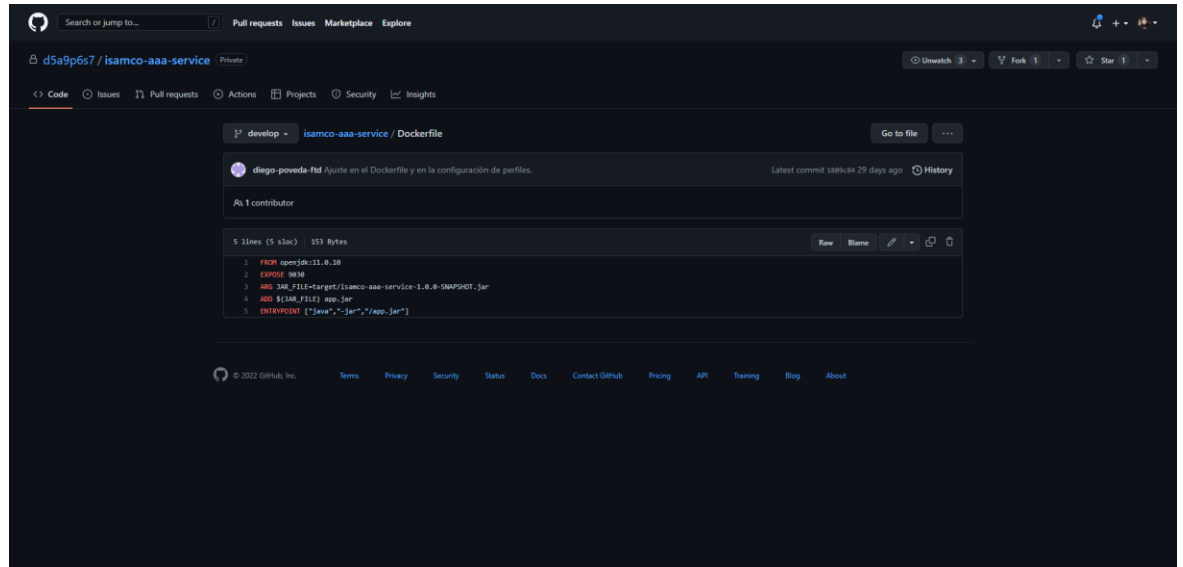 Search or jump to... / Pull requests Issues Marketplace Explore
d5a9p6s7 / isamco-aaa-service Private Unwatch 3 Fork 1 Star 1
Code Issues Pull requests Actions Projects Security Insights
develop isamco-aaa-service / Dockerfile Go to file ...
diego-poveda-ftd Ajuste en el Dockerfile y en la configuración de perfiles. Latest commit 29 days ago History
1 contributor
5 lines (5 sloc) 153 Bytes Raw Blame
1 FROM openjdk:11.0.10
2 EXPOSE 9030
3 ARG JAR_FILE=target/isamco-aaa-service-1.0.0-SNAPSHOT.jar
4 ADD ${JAR_FILE} app.jar
5 ENTRYPOINT ["java","-jar","/app.jar"]
© 2022 GitHub, Inc. Terms Privacy Security Status Docs Contact GitHub Pricing API Training Blog About